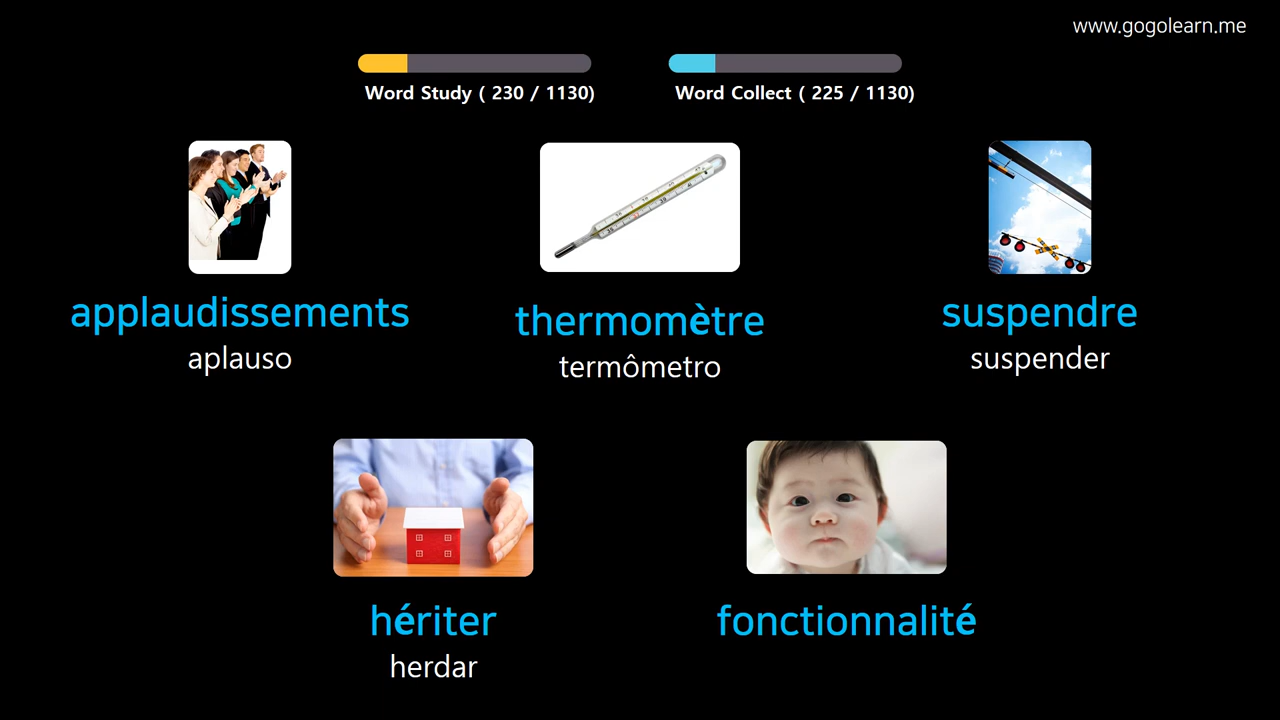 www.gogolearn.me
Word Study ( 230 / 1130)
Word Collect ( 225 / 1130)
applaudissements
aplauso
thermomètre
termômetro
suspendre
suspender
hériter
herdar
fonctionnalité